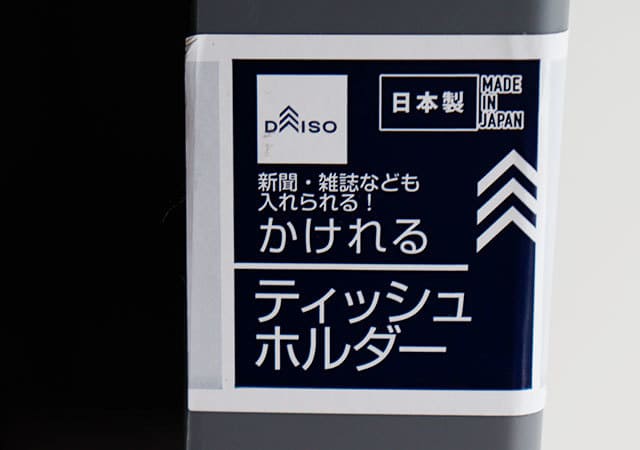 DAISO
日本製
MADE
IN
JAPAN
新聞・雑誌なども
入れられる!
かけれる
ティッシュ
ホルダー